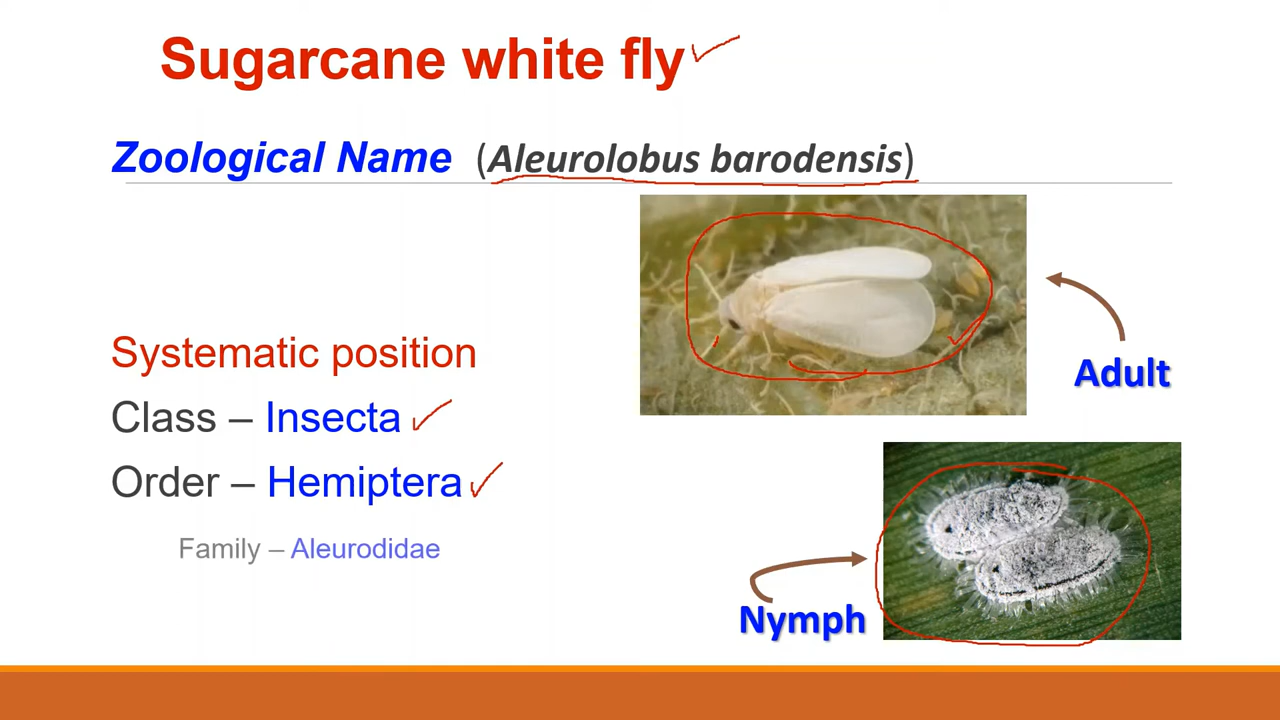 Sugarcane white fly
Zoological Name (Aleurolobus barodensis)
Systematic position
Class – Insecta
Order – Hemiptera
Family – Aleurodidae
Adult
Nymph